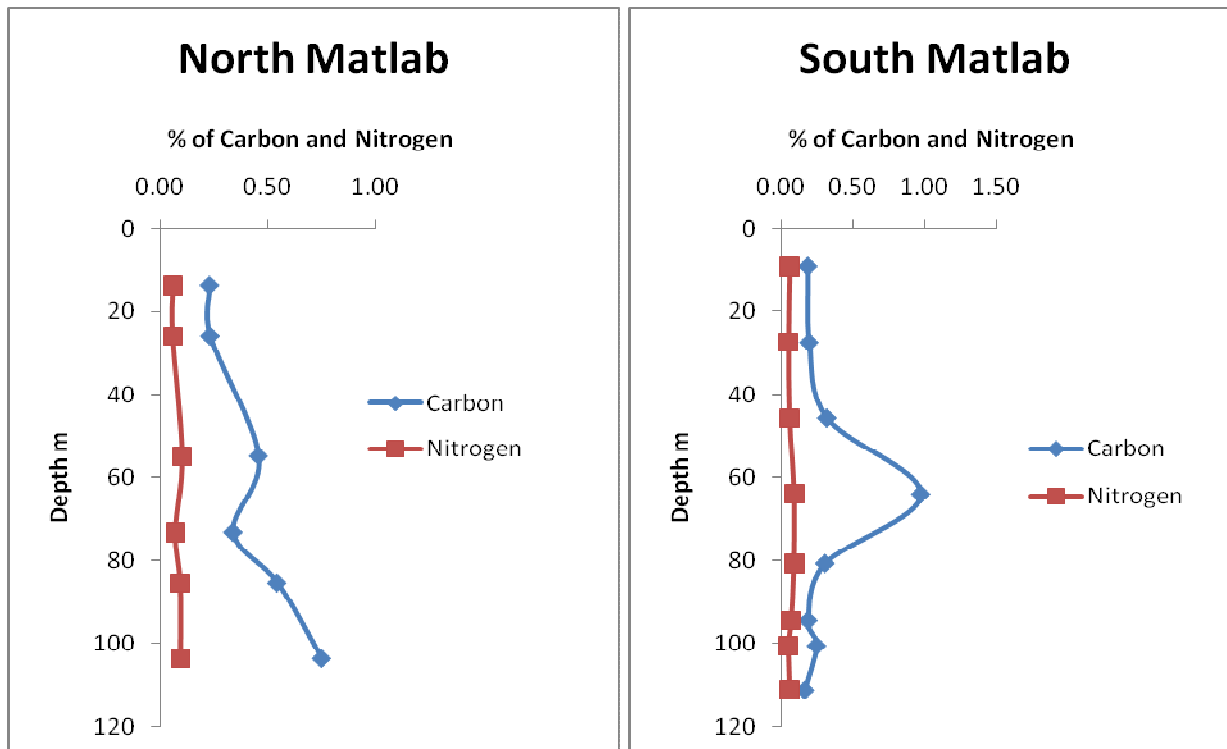 North Matlab
% of Carbon and Nitrogen
0.00 0.50 1.00
0
20
40
60
80
100
120
Depth m
Carbon
Nitrogen
South Matlab
% of Carbon and Nitrogen
0.00 0.50 1.00 1.50
0
20
40
60
80
100
120
Depth m
Carbon
Nitrogen